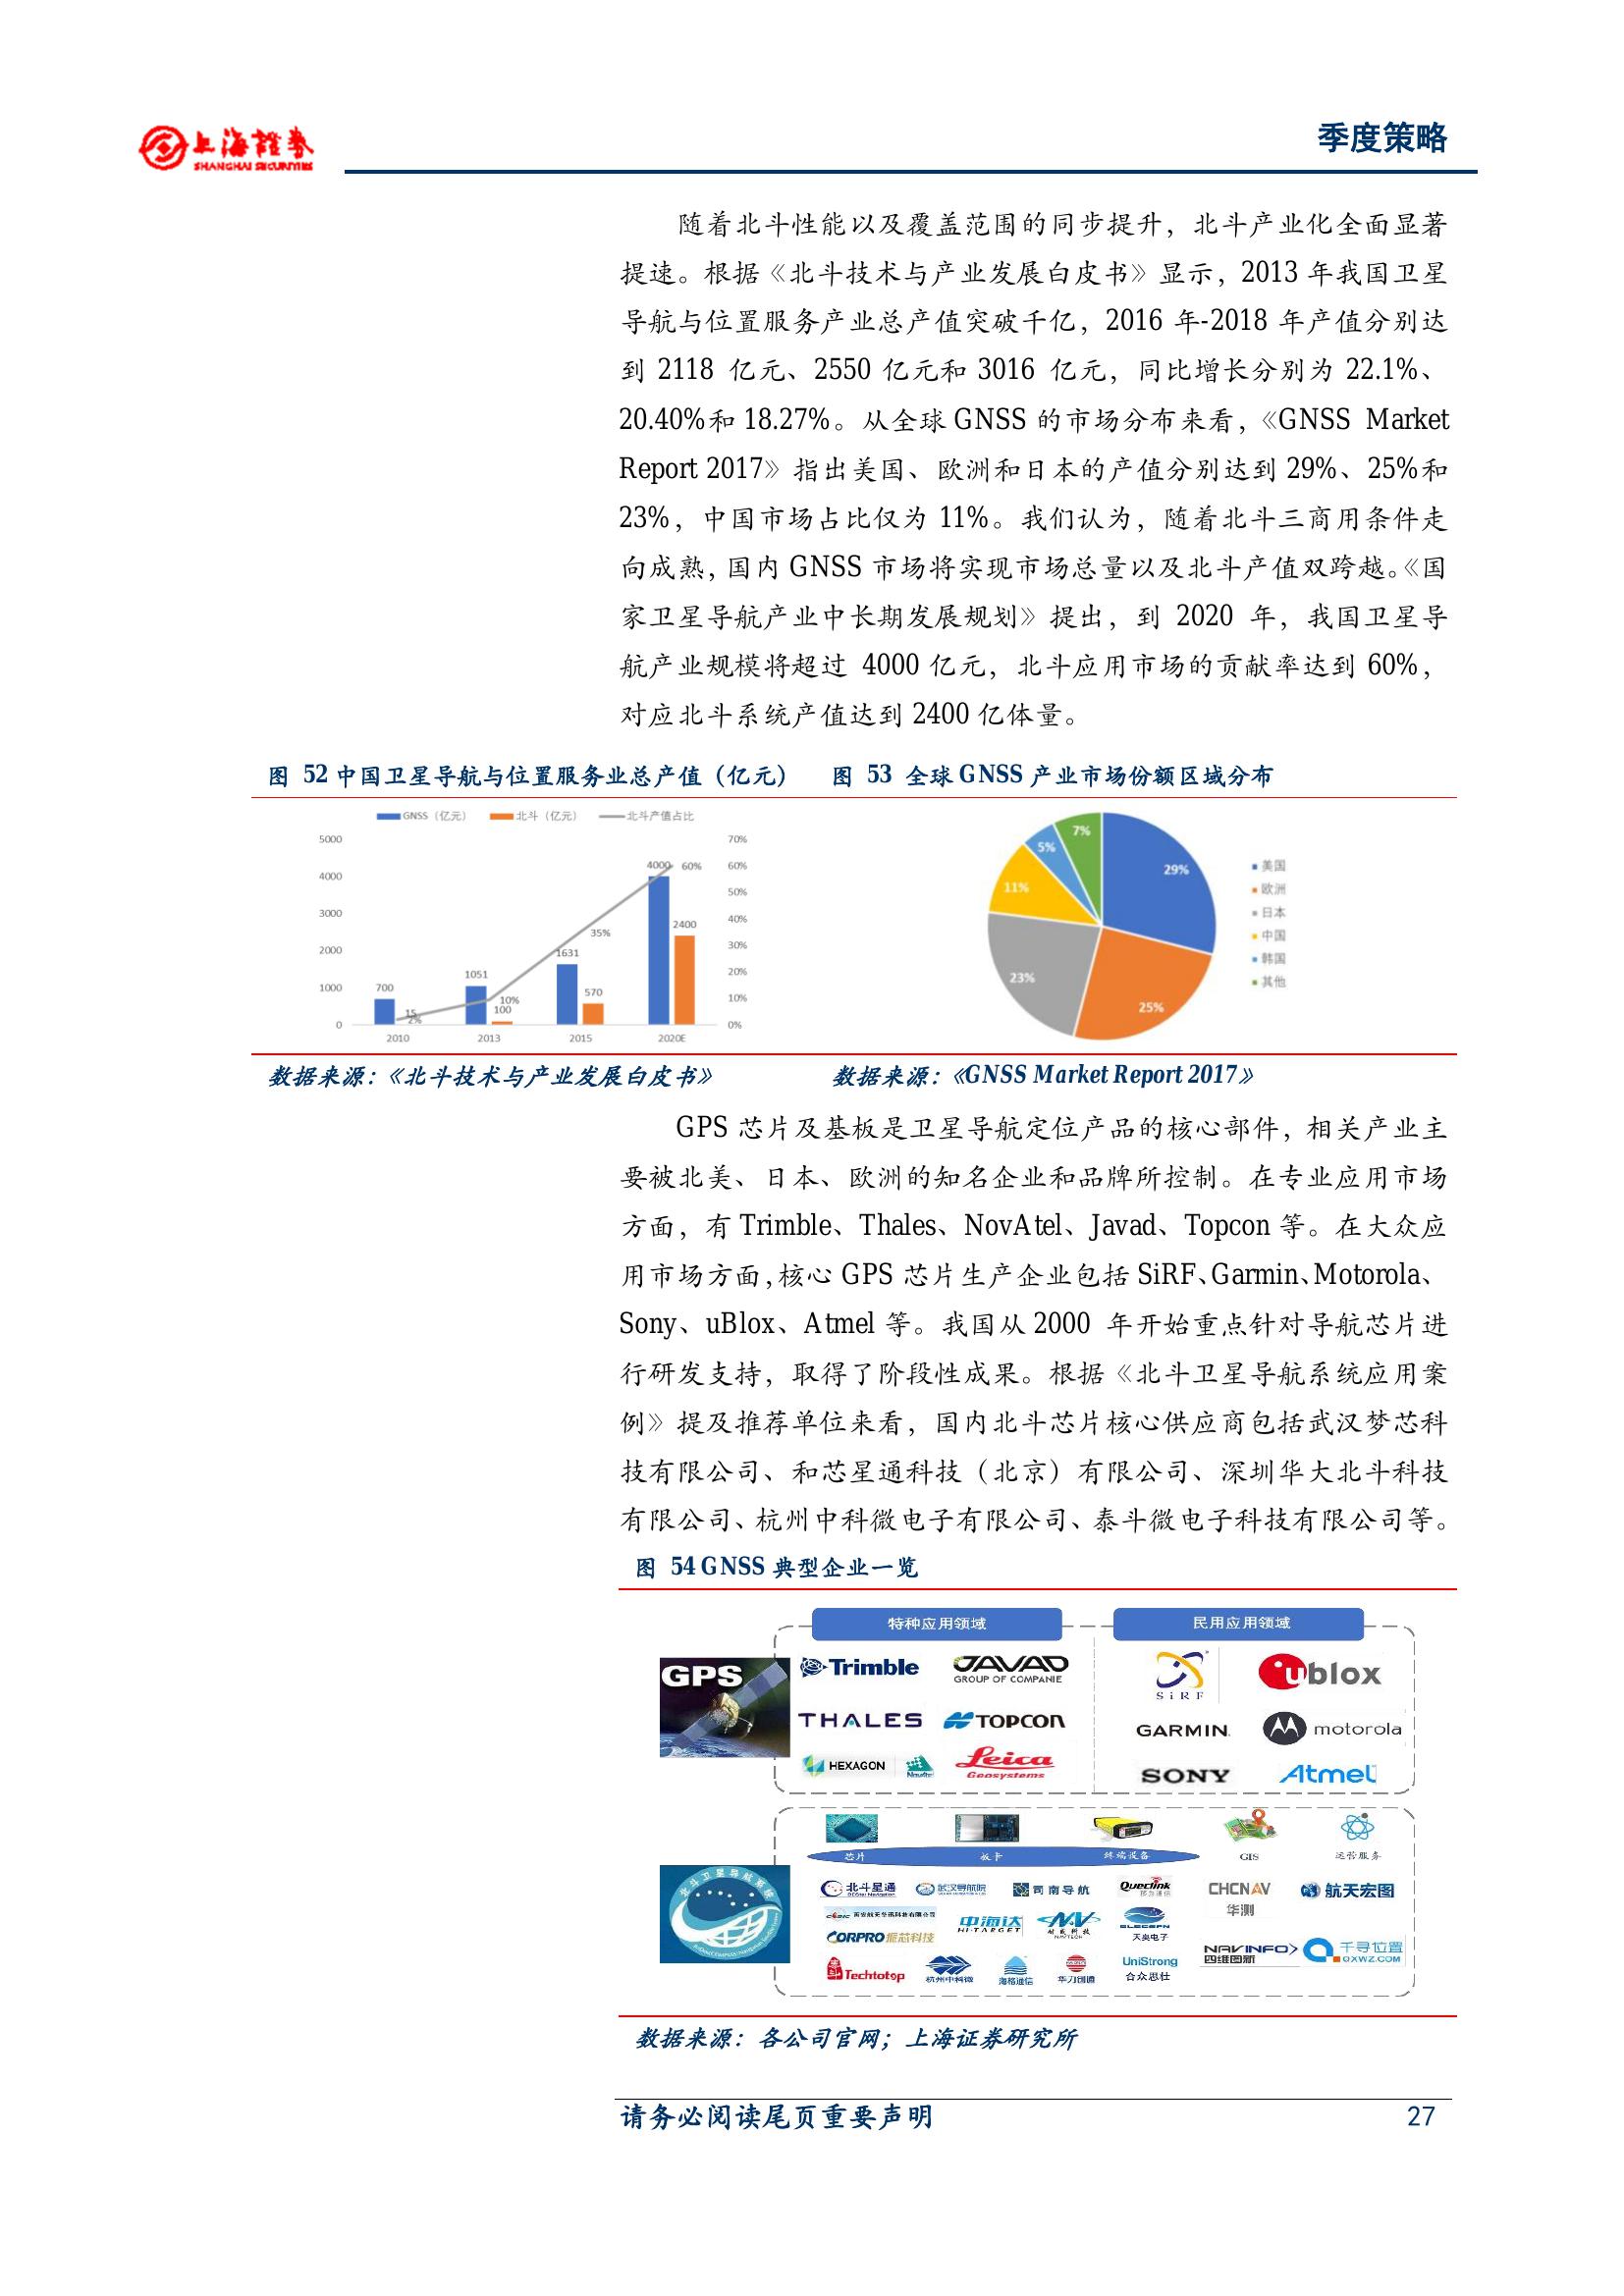 上海證券
SHANGHAI SECURITIES
季度策略
随着北斗性能以及覆盖范围的同步提升，北斗产业化全面显著
提速。根据《北斗技术与产业发展白皮书》显示，2013 年我国卫星
导航与位置服务产业总产值突破千亿，2016 年-2018 年产值分别达
到 2118 亿元、2550 亿元和 3016 亿元，同比增长分别为 22.1%、
20.40%和 18.27%。从全球 GNSS 的市场分布来看，《GNSS Market
Report 2017》指出美国、欧洲和日本的产值分别达到 29%、25%和
23%，中国市场占比仅为 11%。我们认为，随着北斗三商用条件走
向成熟，国内 GNSS 市场将实现市场总量以及北斗产值双跨越。《国
家卫星导航产业中长期发展规划》提出，到 2020 年，我国卫星导
航产业规模将超过 4000 亿元，北斗应用市场的贡献率达到 60%，
对应北斗系统产值达到 2400 亿体量。
图 52 中国卫星导航与位置服务业总产值（亿元）
GNSS（亿元） 北斗（亿元） 北斗产值占比
5000 70%
4000 4000 60% 60%
50%
3000 2400 40%
35% 30%
2000 1631 20%
1000 700 1051 570 10%
15 2% 10% 100
0 0%
2010 2013 2015 2020E
数据来源：《北斗技术与产业发展白皮书》
图 53 全球 GNSS 产业市场份额区域分布
7%
5%
29%
11%
23%
25%
美国
欧洲
日本
中国
韩国
其他
数据来源：《GNSS Market Report 2017》
GPS 芯片及基板是卫星导航定位产品的核心部件，相关产业主
要被北美、日本、欧洲的知名企业和品牌所控制。在专业应用市场
方面，有 Trimble、Thales、NovAtel、Javad、Topcon 等。在大众应
用市场方面，核心 GPS 芯片生产企业包括 SiRF、Garmin、Motorola、
Sony、uBlox、Atmel 等。我国从 2000 年开始重点针对导航芯片进
行研发支持，取得了阶段性成果。根据《北斗卫星导航系统应用案
例》提及推荐单位来看，国内北斗芯片核心供应商包括武汉梦芯科
技有限公司、和芯星通科技（北京）有限公司、深圳华大北斗科技
有限公司、杭州中科微电子有限公司、泰斗微电子科技有限公司等。
图 54 GNSS 典型企业一览
特种应用领域 民用应用领域
GPS
Trimble JAVAD
GROUP OF COMPANIE
SiRF ublox
THALES TOPCON GARMIN. motorola
HEXAGON NovAtel Leica
Geosystems
SONY Atmel
芯片 板卡 终端设备 GIS 运营服务
北斗卫星导航系统
北斗星通 武汉导航院 司南导航 Queclink CHCNAV 航天宏图
华测
中海达
HI-TARGET
天奥电子
CORPRO振芯科技
NAVINFO
四维图新
千寻位置
QXWZ.COM
Techtotop 杭州中科微 海格通信 华力创通 UniStrong
合众思壮
数据来源：各公司官网；上海证券研究所
请务必阅读尾页重要声明 27